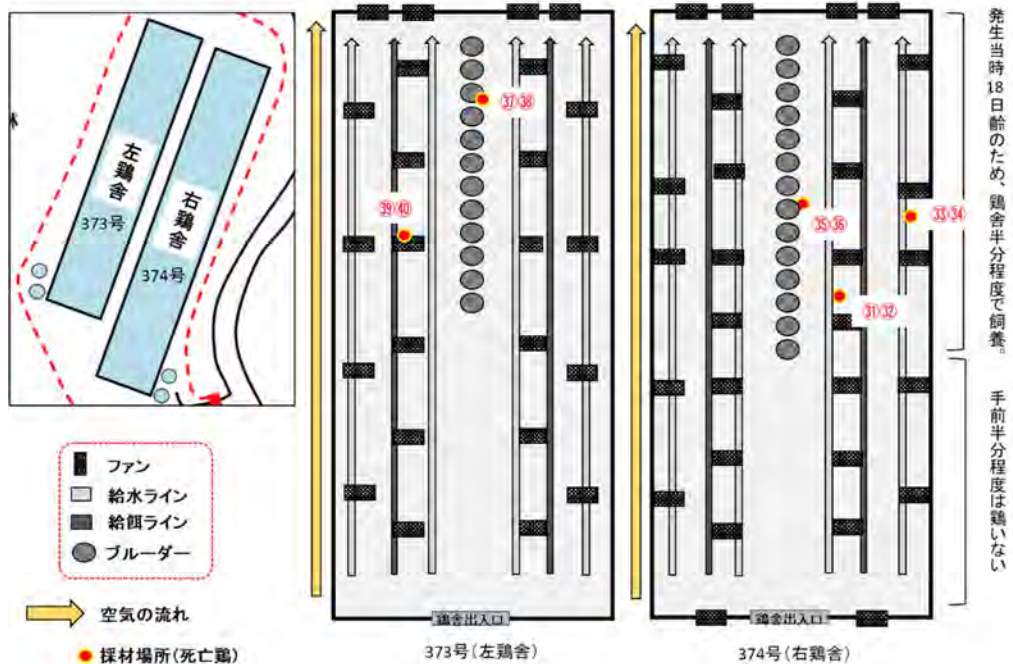 左鶏舎
373号
右鶏舎
374号
ファン
給水ライン
給餌ライン
ブルーダー
空気の流れ
採材場所(死亡鶏)
㊲㊳
㊴㊵
鶏舎出入口
373号(左鶏舎)
㉟㊱
㉝㉞
㉛㉜
鶏舎出入口
374号(右鶏舎)
発生当時18日齢のため、鶏舎半分程度で飼養。
手前半分程度は鶏いない